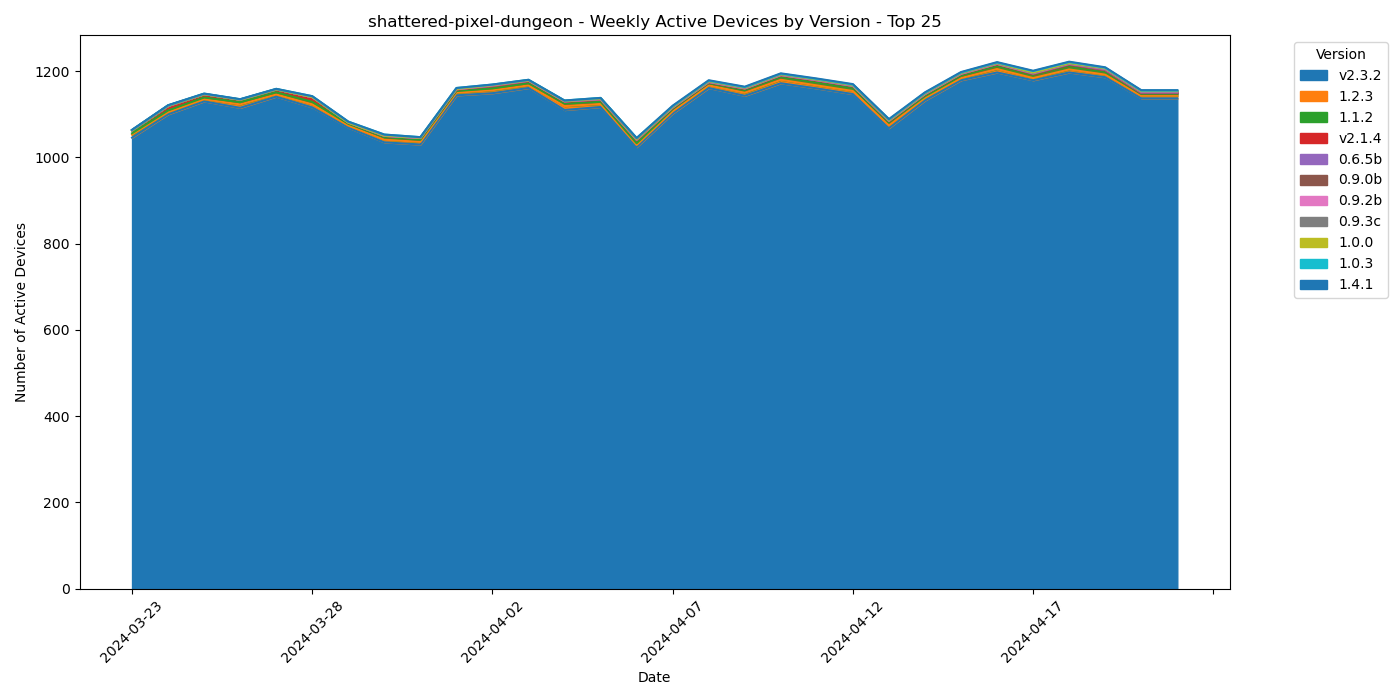 shattered-pixel-dungeon - Weekly Active Devices by Version - Top 25
Number of Active Devices
1200
1000
800
600
400
200
0
2024-03-23
2024-03-28
2024-04-02
2024-04-07
2024-04-12
2024-04-17
Date
Version
v2.3.2
1.2.3
1.1.2
v2.1.4
0.6.5b
0.9.0b
0.9.2b
0.9.3c
1.0.0
1.0.3
1.4.1